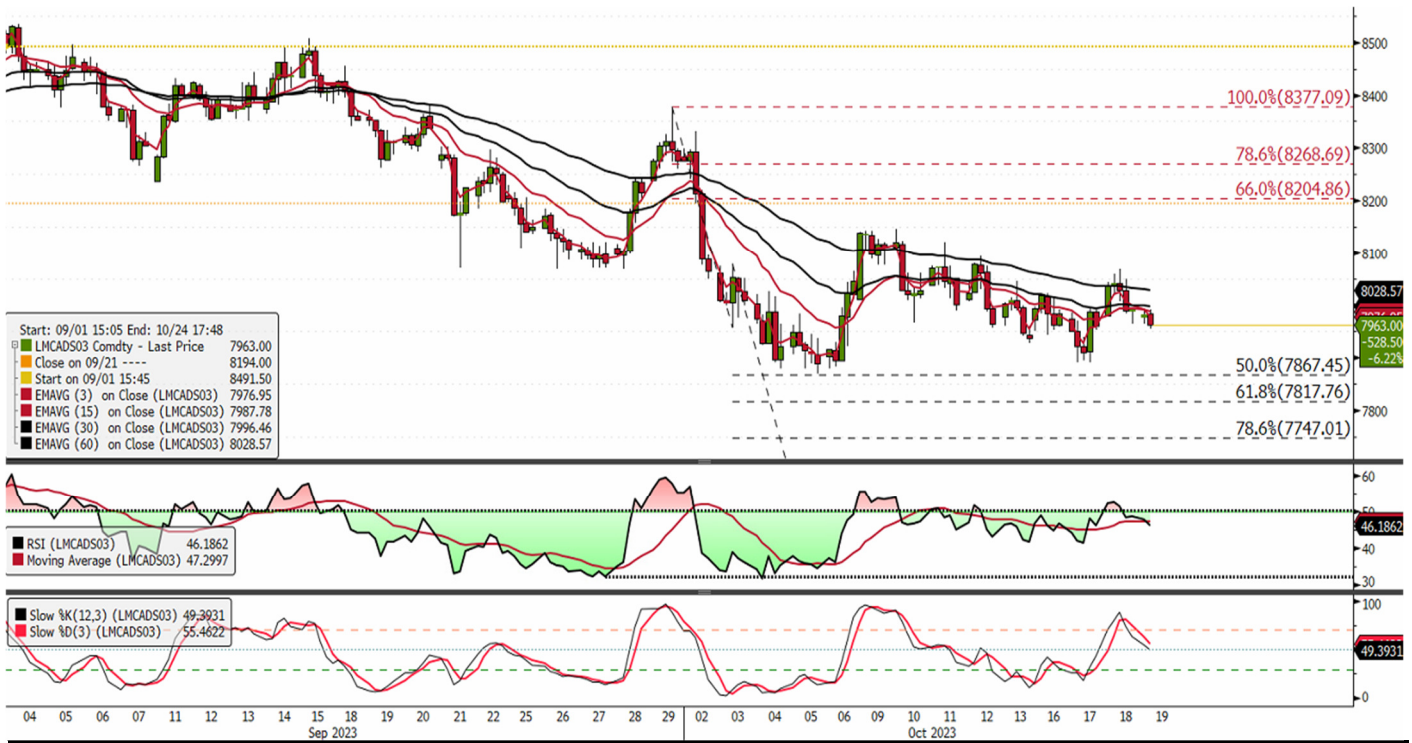 8500
100.0%(8377.09)
8400
8300
78.6%(8268.69)
66.0%(8204.86)
8200
8100
8028.57
7963.00
-528.50
-6.22%
50.0%(7867.45)
61.8%(7817.76)
7800
78.6%(7747.01)
Start: 09/01 15:05 End: 10/24 17:48
LMCADS03 Comdty - Last Price 7963.00
Close on 09/21 ---- 8194.00
Start on 09/01 15:45 8491.50
EMAVG (3) on Close (LMCADS03) 7976.95
EMAVG (15) on Close (LMCADS03) 7987.78
EMAVG (30) on Close (LMCADS03) 7996.46
EMAVG (60) on Close (LMCADS03) 8028.57
60
50
46.1862
40
30
RSI (LMCADS03) 46.1862
Moving Average (LMCADS03) 47.2997
Slow %K(12,3) (LMCADS03) 49.3931
Slow %D(3) (LMCADS03) 55.4622
100
49.3931
0
04 05 06 07 11 12 13 14 15 18 19 20 21 22 25 26 27 28 29 02 03 04 05 06 09 10 11 12 13 16 17 18 19
Sep 2023 Oct 2023